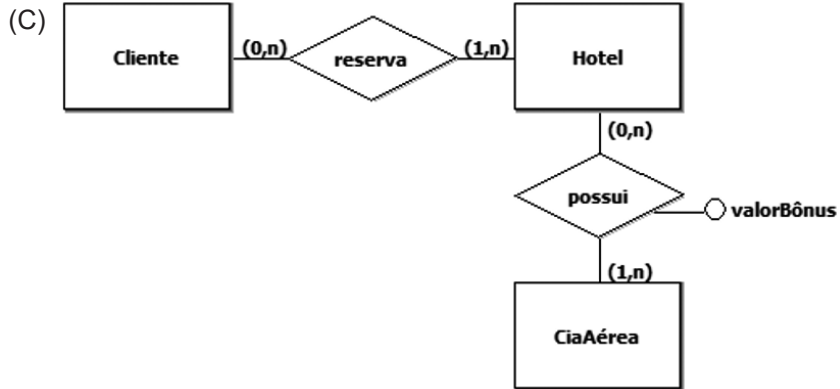 (C)
Cliente (0,n) reserva (1,n) Hotel
(0,n)
possui
valorBônus
(1,n)
CiaAérea